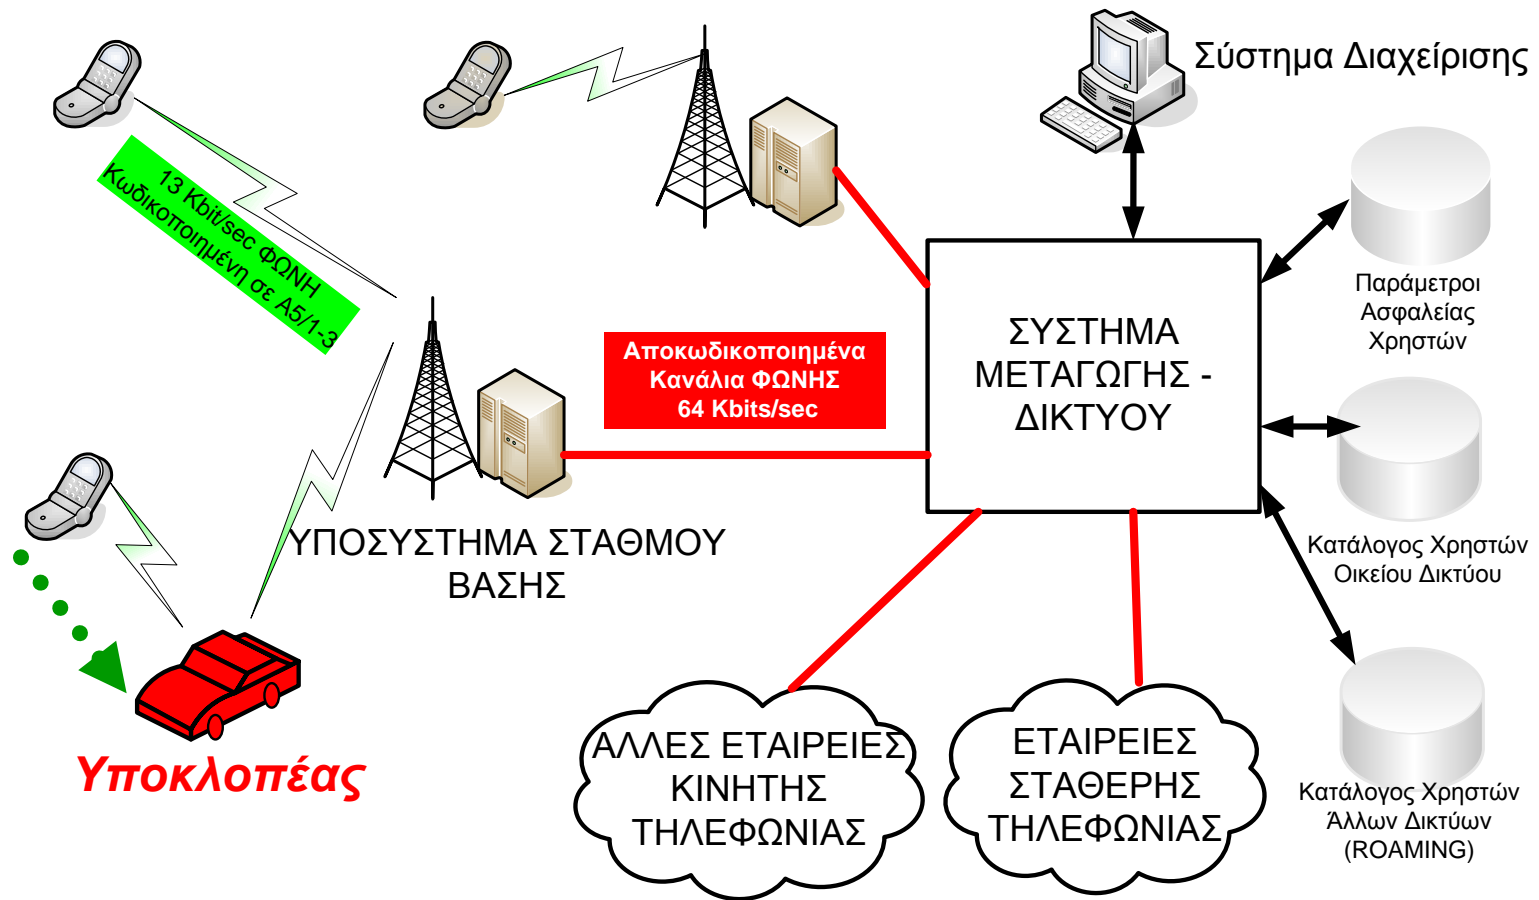 Σύστημα Διαχείρισης
13 Kbit/sec ΦΩΝΗ
Κωδικοποιημένη σε Α5/1-3
Παράμετροι
Ασφαλείας
Χρηστών
Αποκωδικοποιημένα
Κανάλια ΦΩΝΗΣ
64 Kbits/sec
ΣΥΣΤΗΜΑ
ΜΕΤΑΓΩΓΗΣ -
ΔΙΚΤΥΟΥ
ΥΠΟΣΥΣΤΗΜΑ ΣΤΑΘΜΟΥ
ΒΑΣΗΣ
Κατάλογος Χρηστών
Οικείου Δικτύου
Υποκλοπέας
ΑΛΛΕΣ ΕΤΑΙΡΕΙΕΣ
ΚΙΝΗΤΗΣ
ΤΗΛΕΦΩΝΙΑΣ
ΕΤΑΙΡΕΙΕΣ
ΣΤΑΘΕΡΗΣ
ΤΗΛΕΦΩΝΙΑΣ
Κατάλογος Χρηστών
Άλλων Δικτύων
(ROAMING)